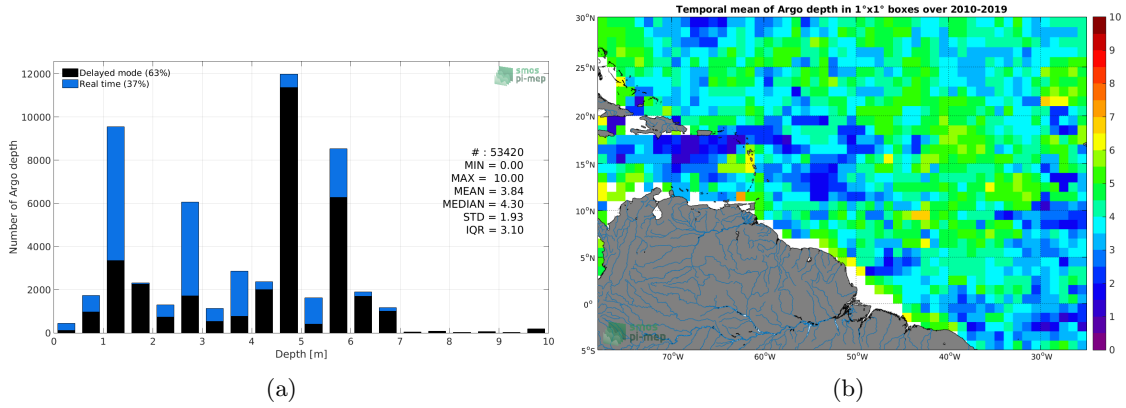 Delayed mode (63%)
Real time (37%)
smos
pi-mep
# : 53420
MIN = 0.00
MAX = 10.00
MEAN = 3.84
MEDIAN = 4.30
STD = 1.93
IQR = 3.10
12000
10000
8000
6000
4000
2000
0
Number of Argo depth
0 1 2 3 4 5 6 7 8 9 10
Depth [m]
(a)
Temporal mean of Argo depth in 1°x1° boxes over 2010-2019
30°N
25°N
20°N
15°N
10°N
5°N
0°
5°S
70°W 60°W 50°W 40°W 30°W
smos
pi-mep
10
9
8
7
6
5
4
3
2
1
0
(b)